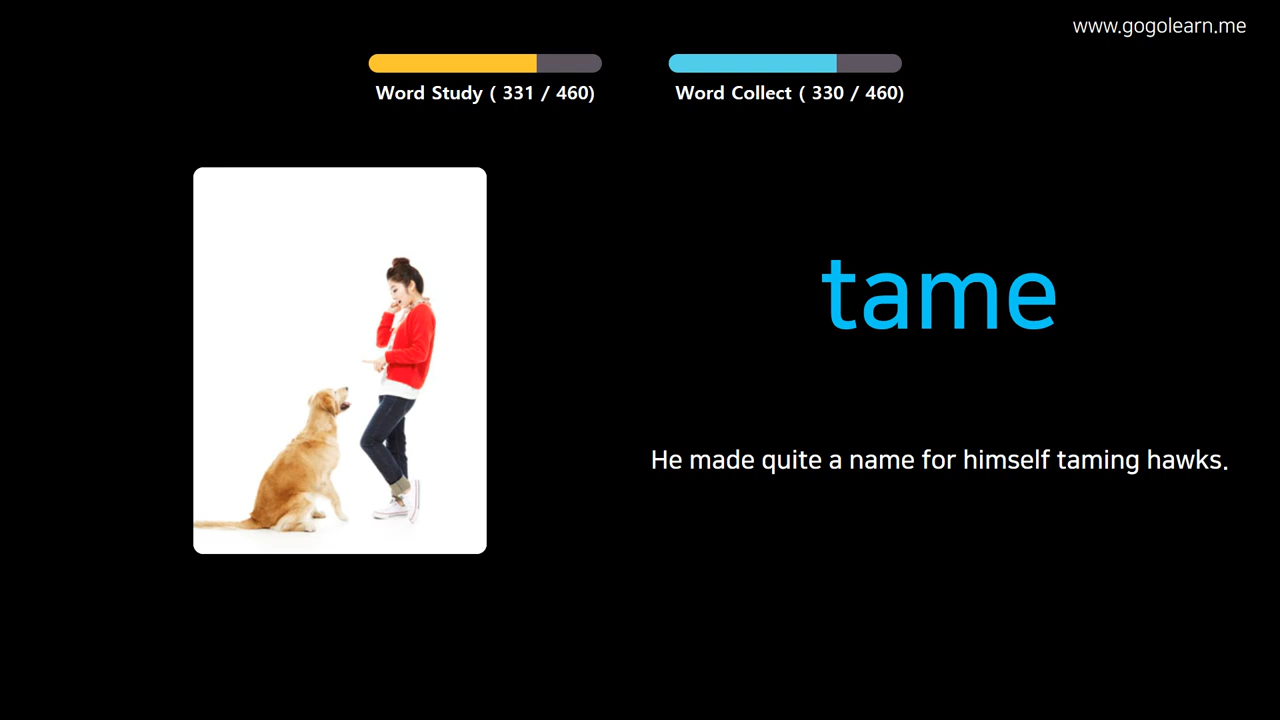 www.gogolearn.me
Word Study ( 331 / 460)
Word Collect ( 330 / 460)
tame
He made quite a name for himself taming hawks.